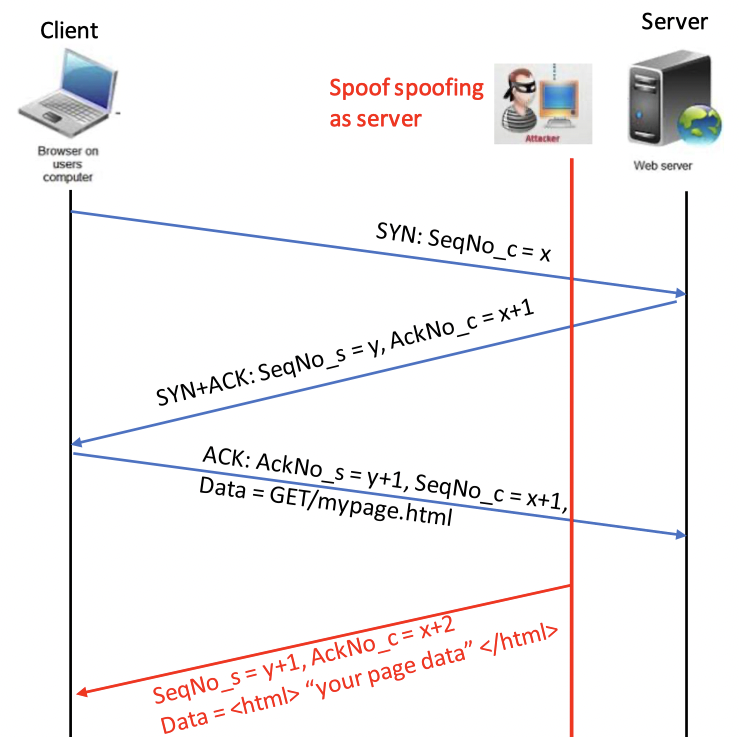 Client
Server
Spoof spoofing
as server
Attacker
Browser on
users
computer
Web server
SYN: SeqNo_c = x
SYN+ACK: SeqNo_s = y, AckNo_c = x+1
ACK: AckNo_s = y+1, SeqNo_c = x+1,
Data = GET/mypage.html
SeqNo_s = y+1, AckNo_c = x+2
Data = <html> “your page data” </html>